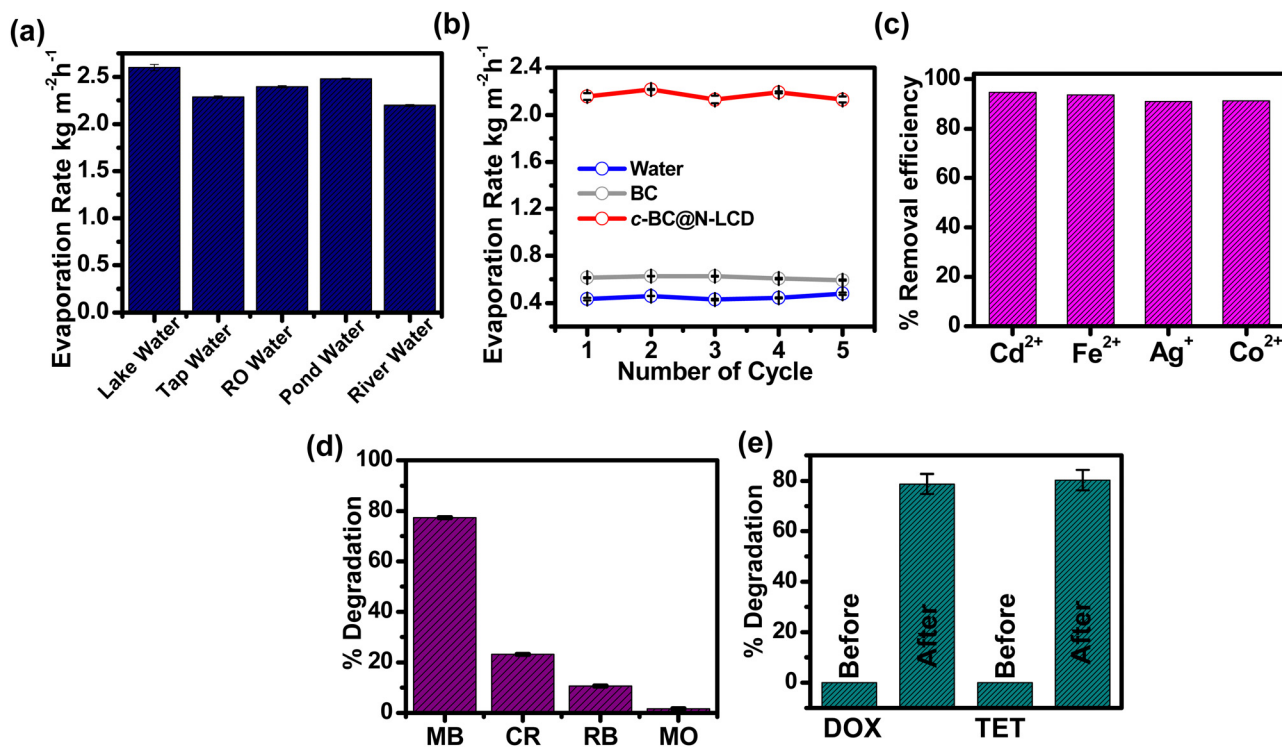 (a)
Evaporation Rate kg m⁻²h⁻¹
2.5
2.0
1.5
1.0
0.5
0.0
Lake Water
Tap Water
RO Water
Pond Water
River Water
(b)
Evaporation Rate kg m⁻²h⁻¹
2.4
2.0
1.6
1.2
0.8
0.4
Water
BC
c-BC@N-LCD
1 2 3 4 5
Number of Cycle
(c)
% Removal efficiency
100
80
60
40
20
0
Cd²⁺ Fe²⁺ Ag⁺ Co²⁺
(d)
% Degradation
100
80
60
40
20
0
MB CR RB MO
(e)
% Degradation
80
60
40
20
0
Before
After
Before
After
DOX TET